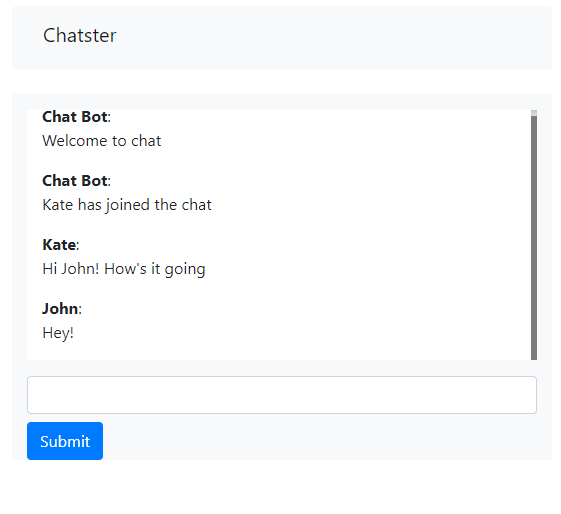 Chatster
Chat Bot:
Welcome to chat
Chat Bot:
Kate has joined the chat
Kate:
Hi John! How's it going
John:
Hey!
Submit